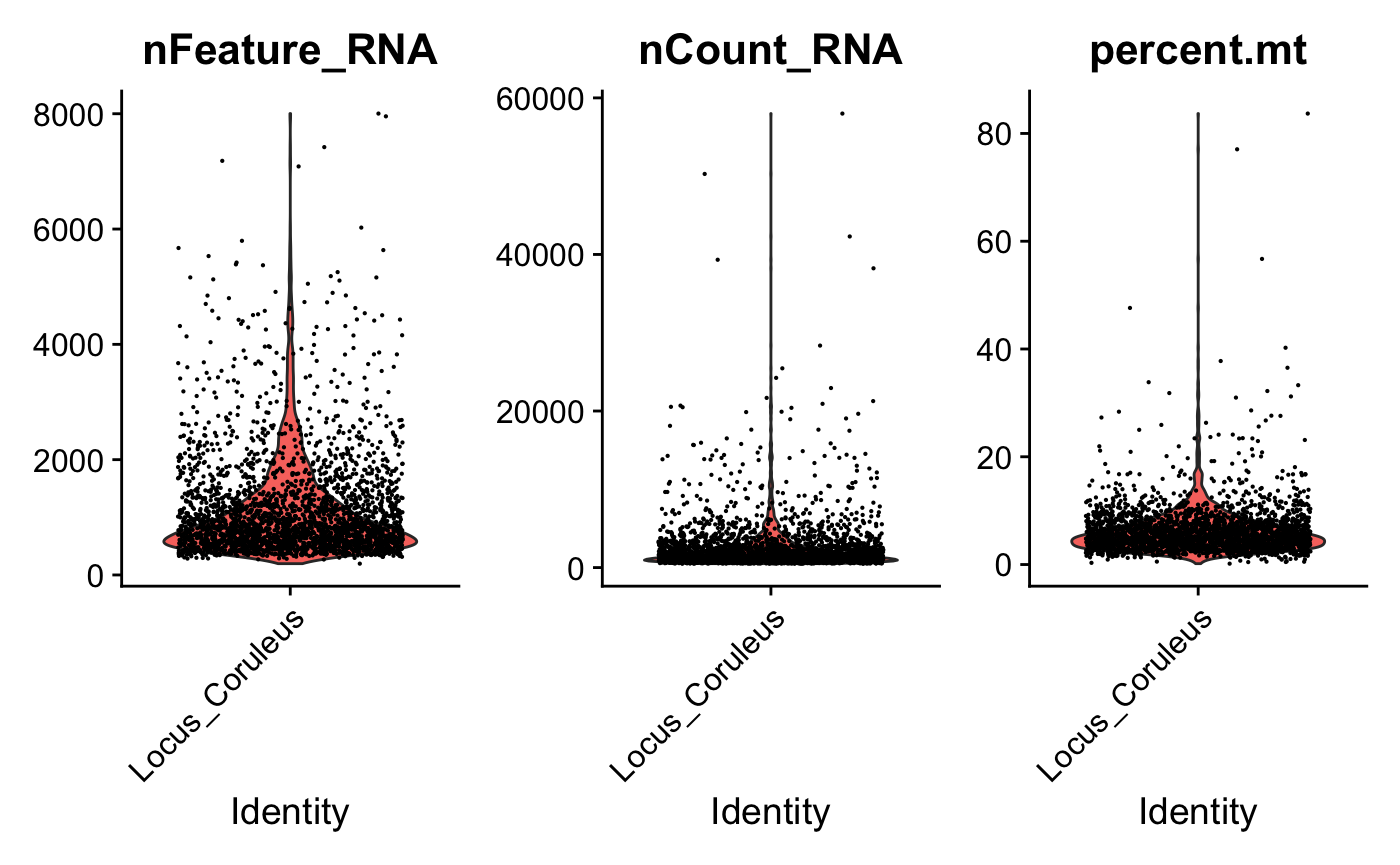 nFeature_RNA
8000
6000
4000
2000
0
Locus_Coruleus
Identity
nCount_RNA
60000
40000
20000
0
Locus_Coruleus
Identity
percent.mt
80
60
40
20
0
Locus_Coruleus
Identity